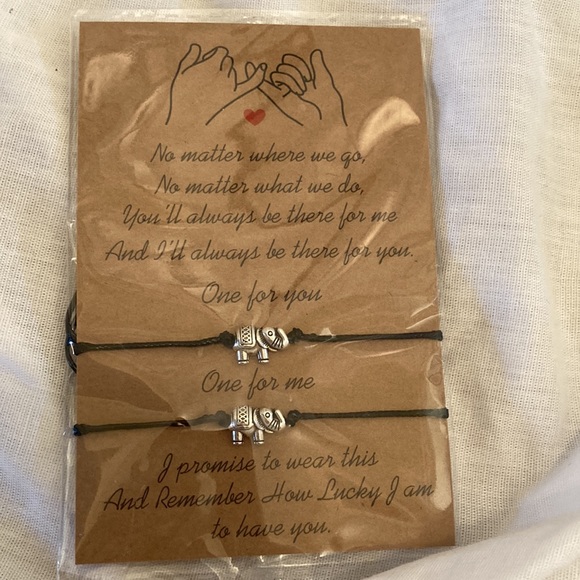 No matter where we go,
No matter what we do,
You'll always be there for me
And I'll always be there for you.
One for you
One for me
I promise to wear this
And Remember How Lucky I am
to have you.